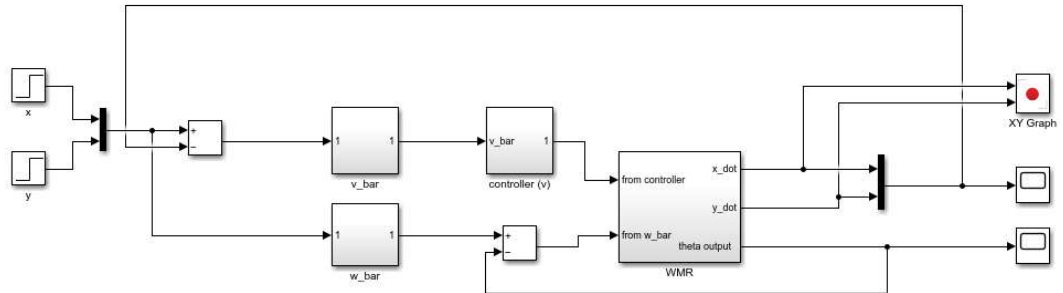 x
y
+
−
1
1
v_bar
v_bar
1
controller (v)
1
1
w_bar
+
−
from controller
from w_bar
x_dot
y_dot
theta output
WMR
XY Graph